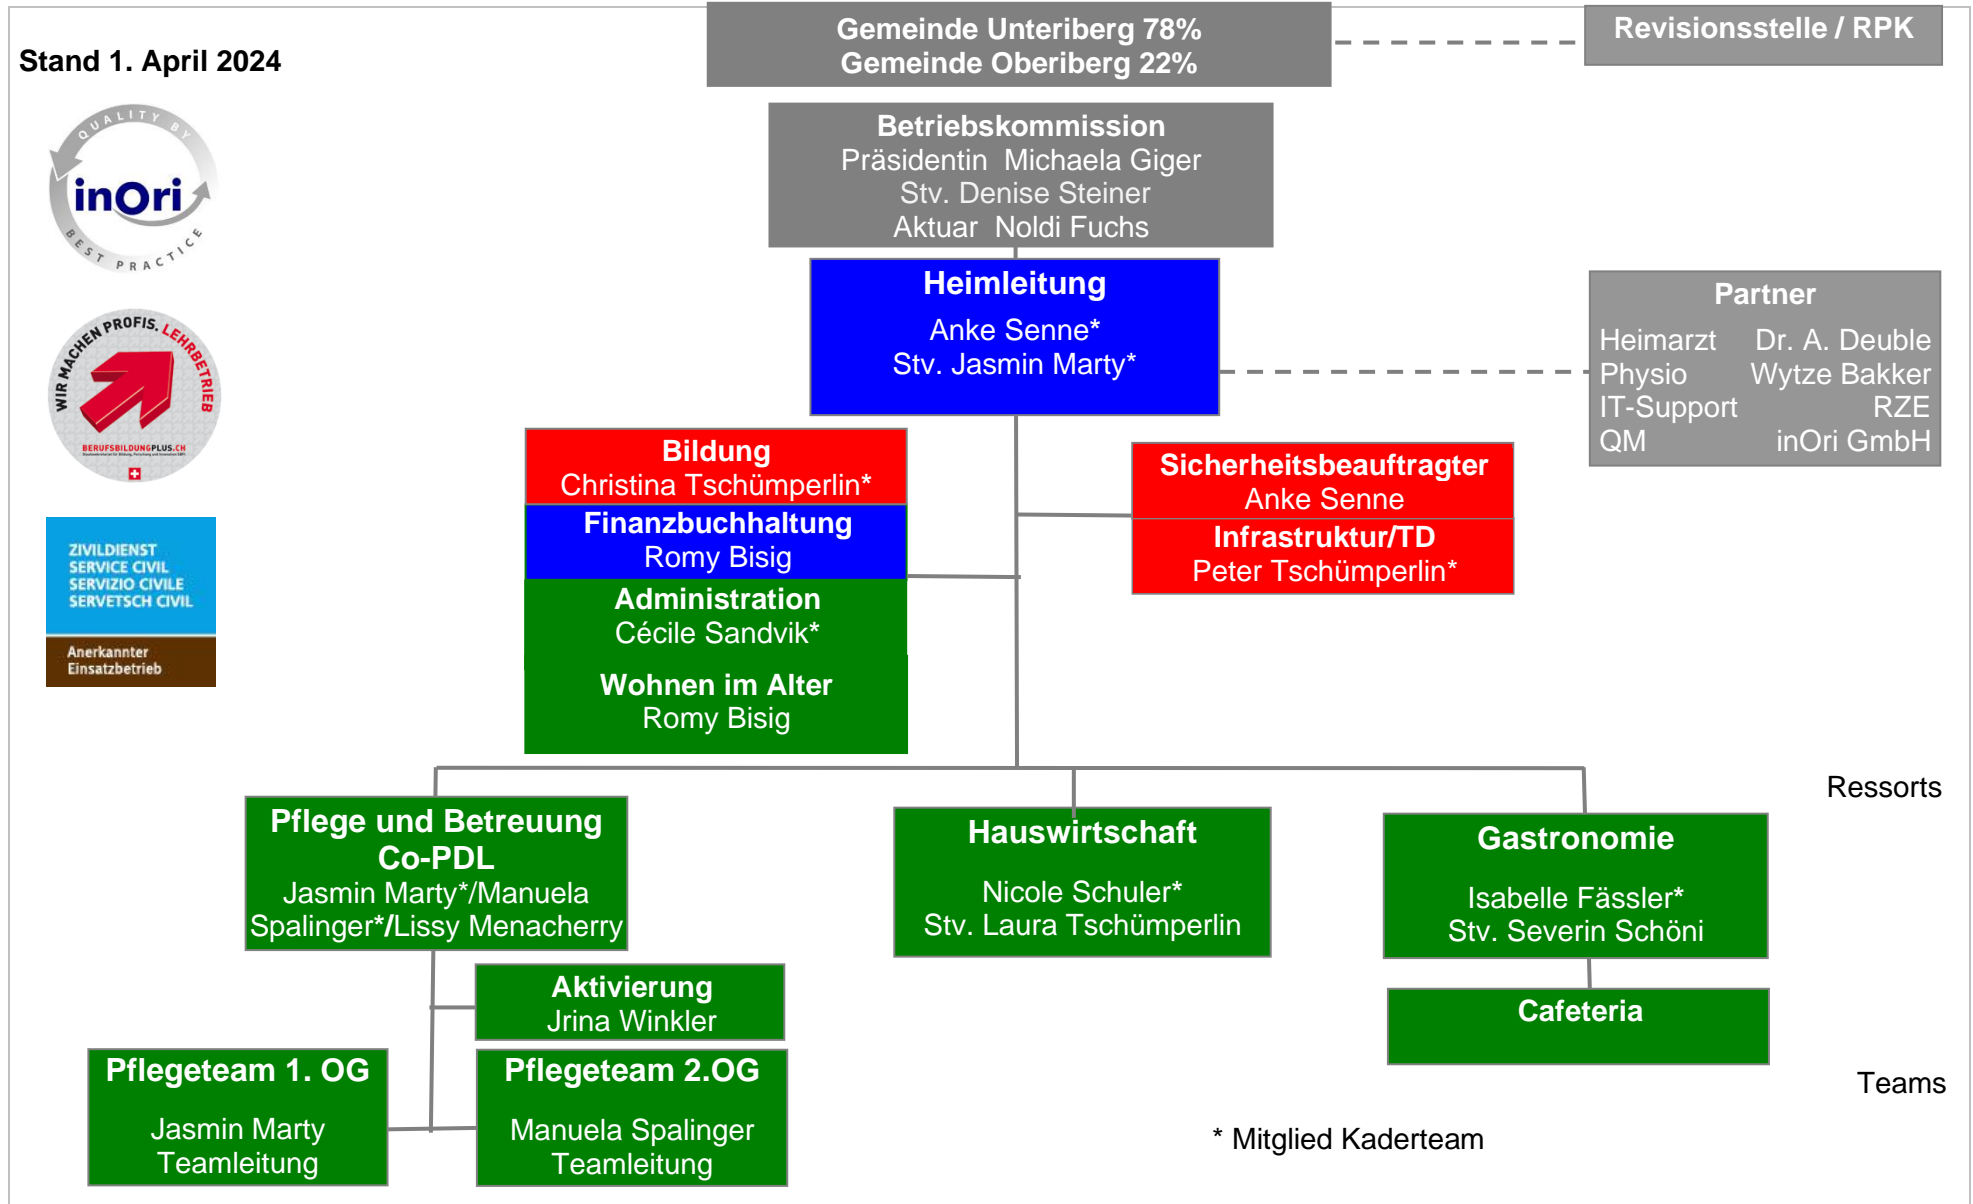 Gemeinde Unteriberg 78%
Gemeinde Oberiberg 22%
Revisionsstelle / RPK
Stand 1. April 2024
QUALITY BY
inOri
BEST PRACTICE
Betriebskommission
Präsidentin  Michaela Giger
Stv. Denise Steiner
Aktuar  Noldi Fuchs
Heimleitung
Anke Senne*
Stv. Jasmin Marty*
Partner
Heimarzt Dr. A. Deuble
Physio Wytze Bakker
IT-Support RZE
QM inOri GmbH
WIR MACHEN PROFIS. LEHRBETRIEB
BERUFSBILDUNGPLUS.CH
Bildung
Christina Tschümperlin*
Finanzbuchhaltung
Romy Bisig
Administration
Cécile Sandvik*
Wohnen im Alter
Romy Bisig
Sicherheitsbeauftragter
Anke Senne
Infrastruktur/TD
Peter Tschümperlin*
ZIVILDIENST
SERVICE CIVIL
SERVIZIO CIVILE
SERVETSCH CIVIL
Anerkannter
Einsatzbetrieb
Ressorts
Pflege und Betreuung
Co-PDL
Jasmin Marty*/Manuela
Spalinger*/Lissy Menacherry
Hauswirtschaft
Nicole Schuler*
Stv. Laura Tschümperlin
Gastronomie
Isabelle Fässler*
Stv. Severin Schöni
Aktivierung
Jrina Winkler
Cafeteria
Pflegeteam 1. OG
Jasmin Marty
Teamleitung
Pflegeteam 2.OG
Manuela Spalinger
Teamleitung
Teams
* Mitglied Kaderteam